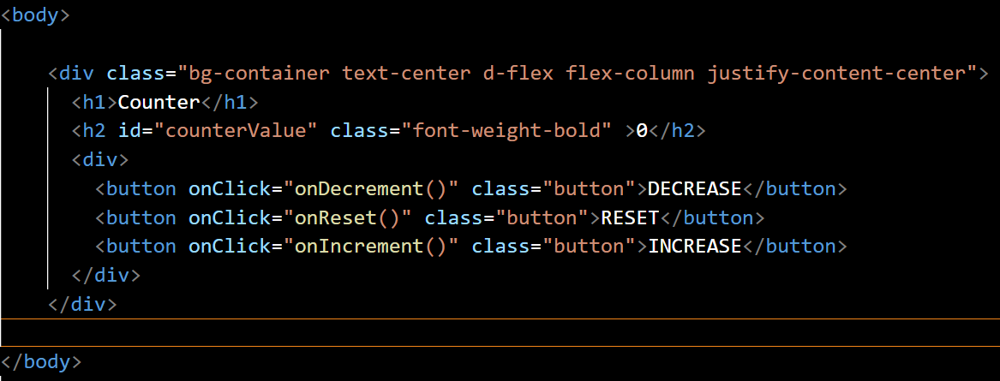 <body>
<div class="bg-container text-center d-flex flex-column justify-content-center">
<h1>Counter</h1>
<h2 id="counterValue" class="font-weight-bold" >0</h2>
<div>
<button onClick="onDecrement()" class="button">DECREASE</button>
<button onClick="onReset()" class="button">RESET</button>
<button onClick="onIncrement()" class="button">INCREASE</button>
</div>
</div>
</body>